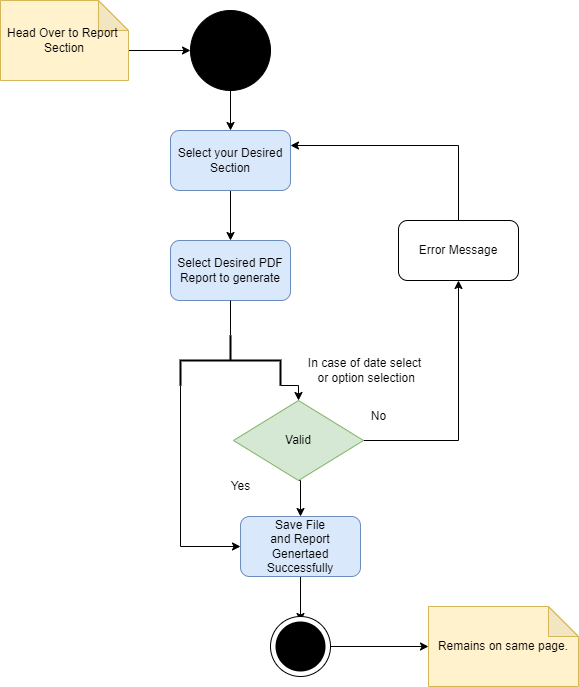 Head Over to Report
Section
Select your Desired
Section
Select Desired PDF
Report to generate
Error Message
In case of date select
or option selection
No
Valid
Yes
Save File
and Report
Genertaed
Successfully
Remains on same page.